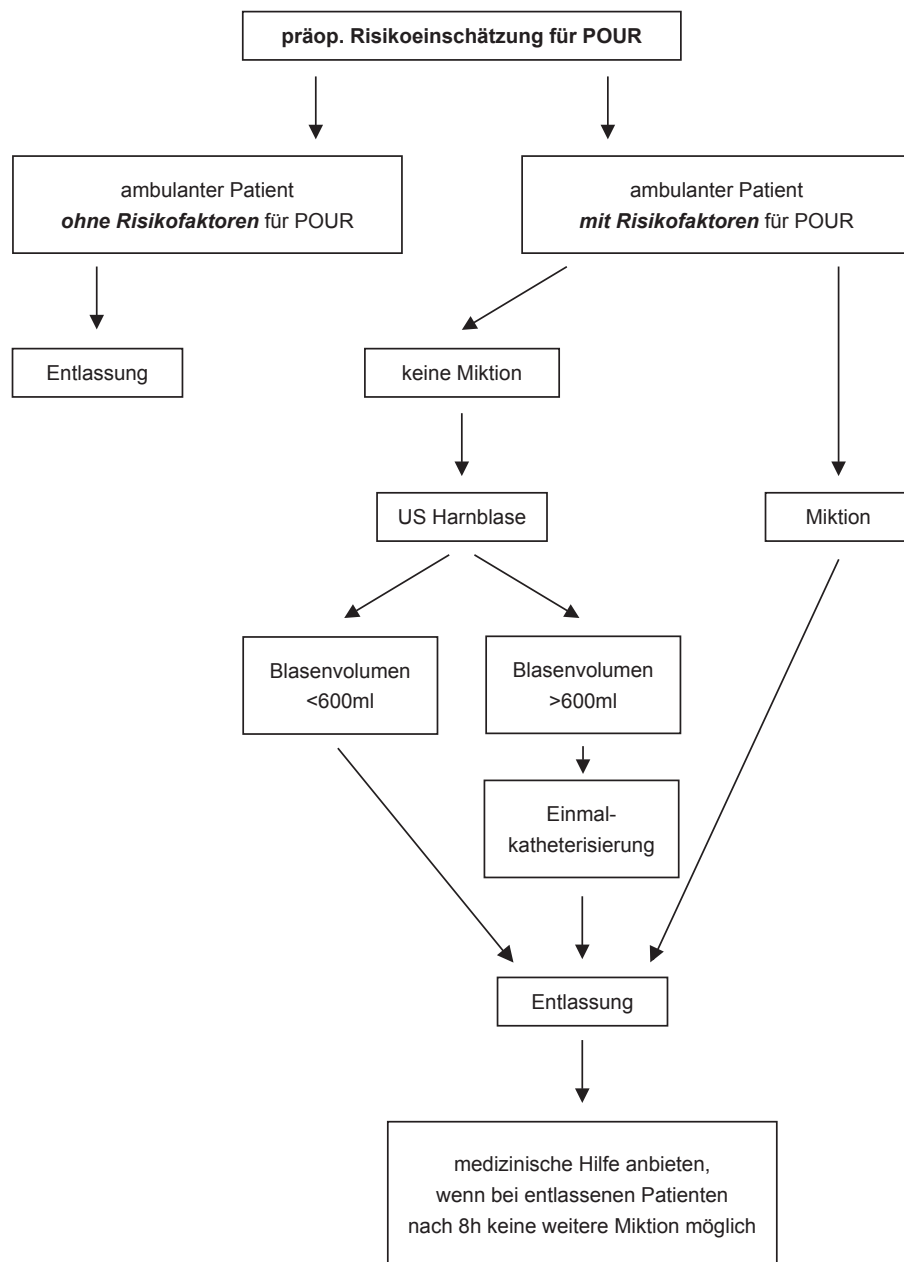 präop. Risikoeinschätzung für POUR
ambulanter Patient
ohne Risikofaktoren für POUR
ambulanter Patient
mit Risikofaktoren für POUR
Entlassung
keine Miktion
US Harnblase
Miktion
Blasenvolumen
<600ml
Blasenvolumen
>600ml
Einmal-
katheterisierung
Entlassung
medizinische Hilfe anbieten,
wenn bei entlassenen Patienten
nach 8h keine weitere Miktion möglich